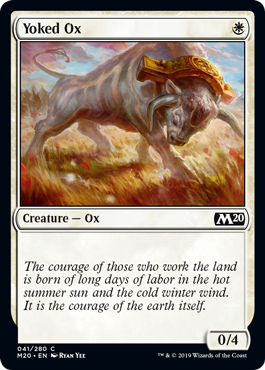 Yoked Ox
Creature — Ox
M20
The courage of those who work the land
is born of long days of labor in the hot
summer sun and the cold winter wind.
It is the courage of the earth itself.
0/4
041/280 C
M20 • EN Ryan Yee
™ & © 2019 Wizards of the Coast